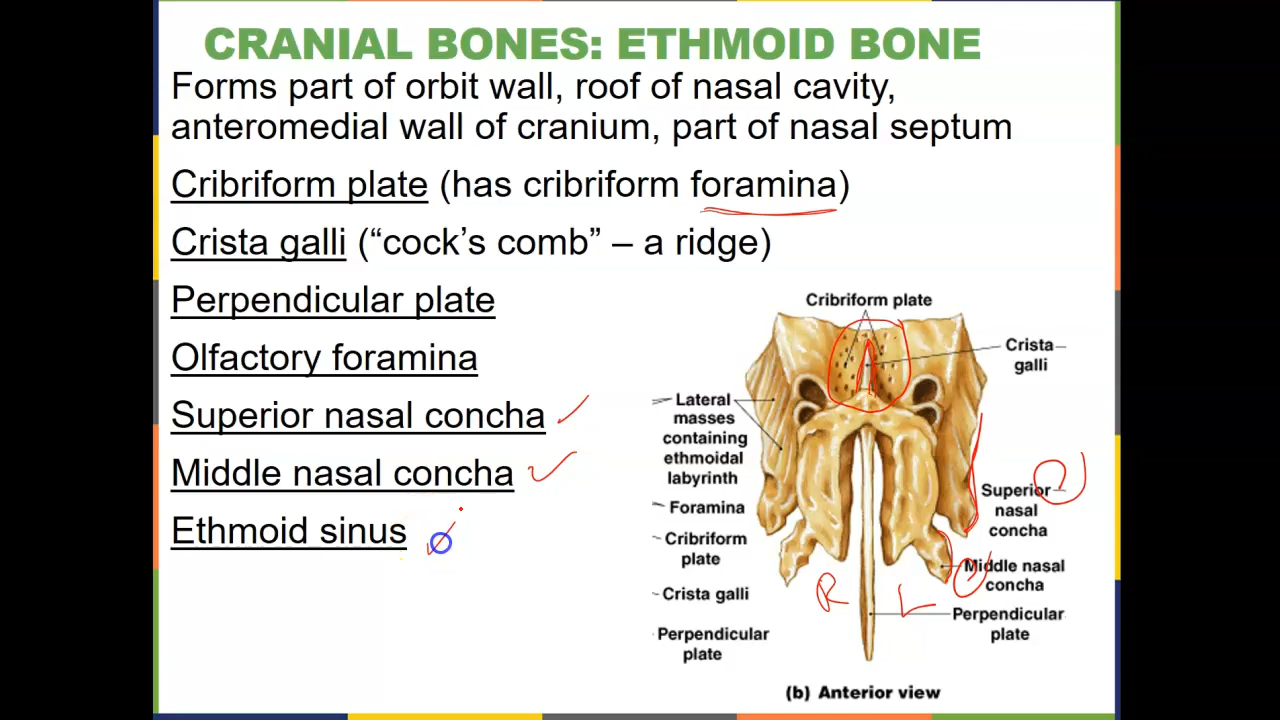 CRANIAL BONES: ETHMOID BONE
Forms part of orbit wall, roof of nasal cavity,
anteromedial wall of cranium, part of nasal septum
Cribriform plate (has cribriform foramina)
Crista galli (“cock’s comb” – a ridge)
Perpendicular plate
Olfactory foramina
Superior nasal concha
Middle nasal concha
Ethmoid sinus
Cribriform plate
Crista
galli
Lateral
masses
containing
ethmoidal
labyrinth
Foramina
Cribriform
plate
Crista galli
Perpendicular
plate
Superior
nasal
concha
Middle nasal
concha
Perpendicular
plate
R
L
(b) Anterior view